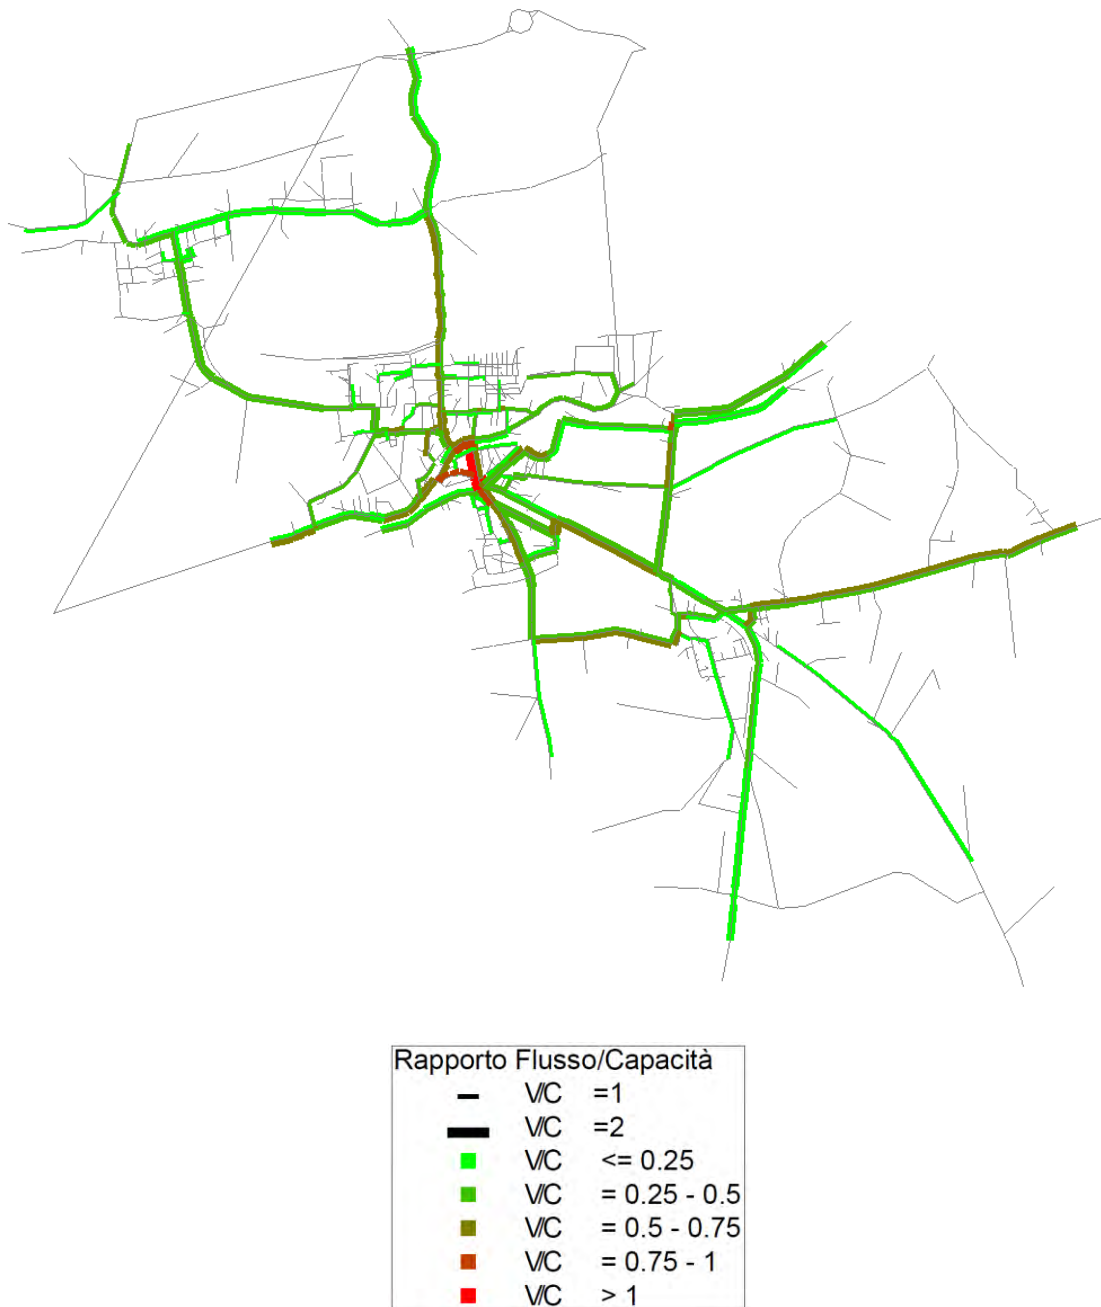 Rapporto Flusso/Capacità
V/C =1
V/C =2
V/C <= 0.25
V/C = 0.25 - 0.5
V/C = 0.5 - 0.75
V/C = 0.75 - 1
V/C > 1